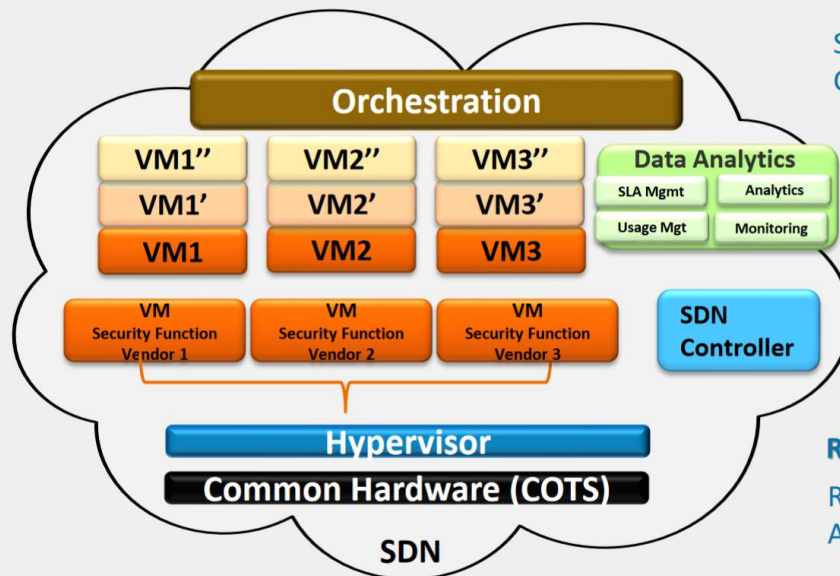 Orchestration
VM1’’
VM2’’
VM3’’
VM1’
VM2’
VM3’
VM1
VM2
VM3
Data Analytics
SLA Mgmt
Analytics
Usage Mgt
Monitoring
VM
Security Function
Vendor 1
VM
Security Function
Vendor 2
VM
Security Function
Vendor 3
SDN
Controller
Hypervisor
Common Hardware (COTS)
SDN